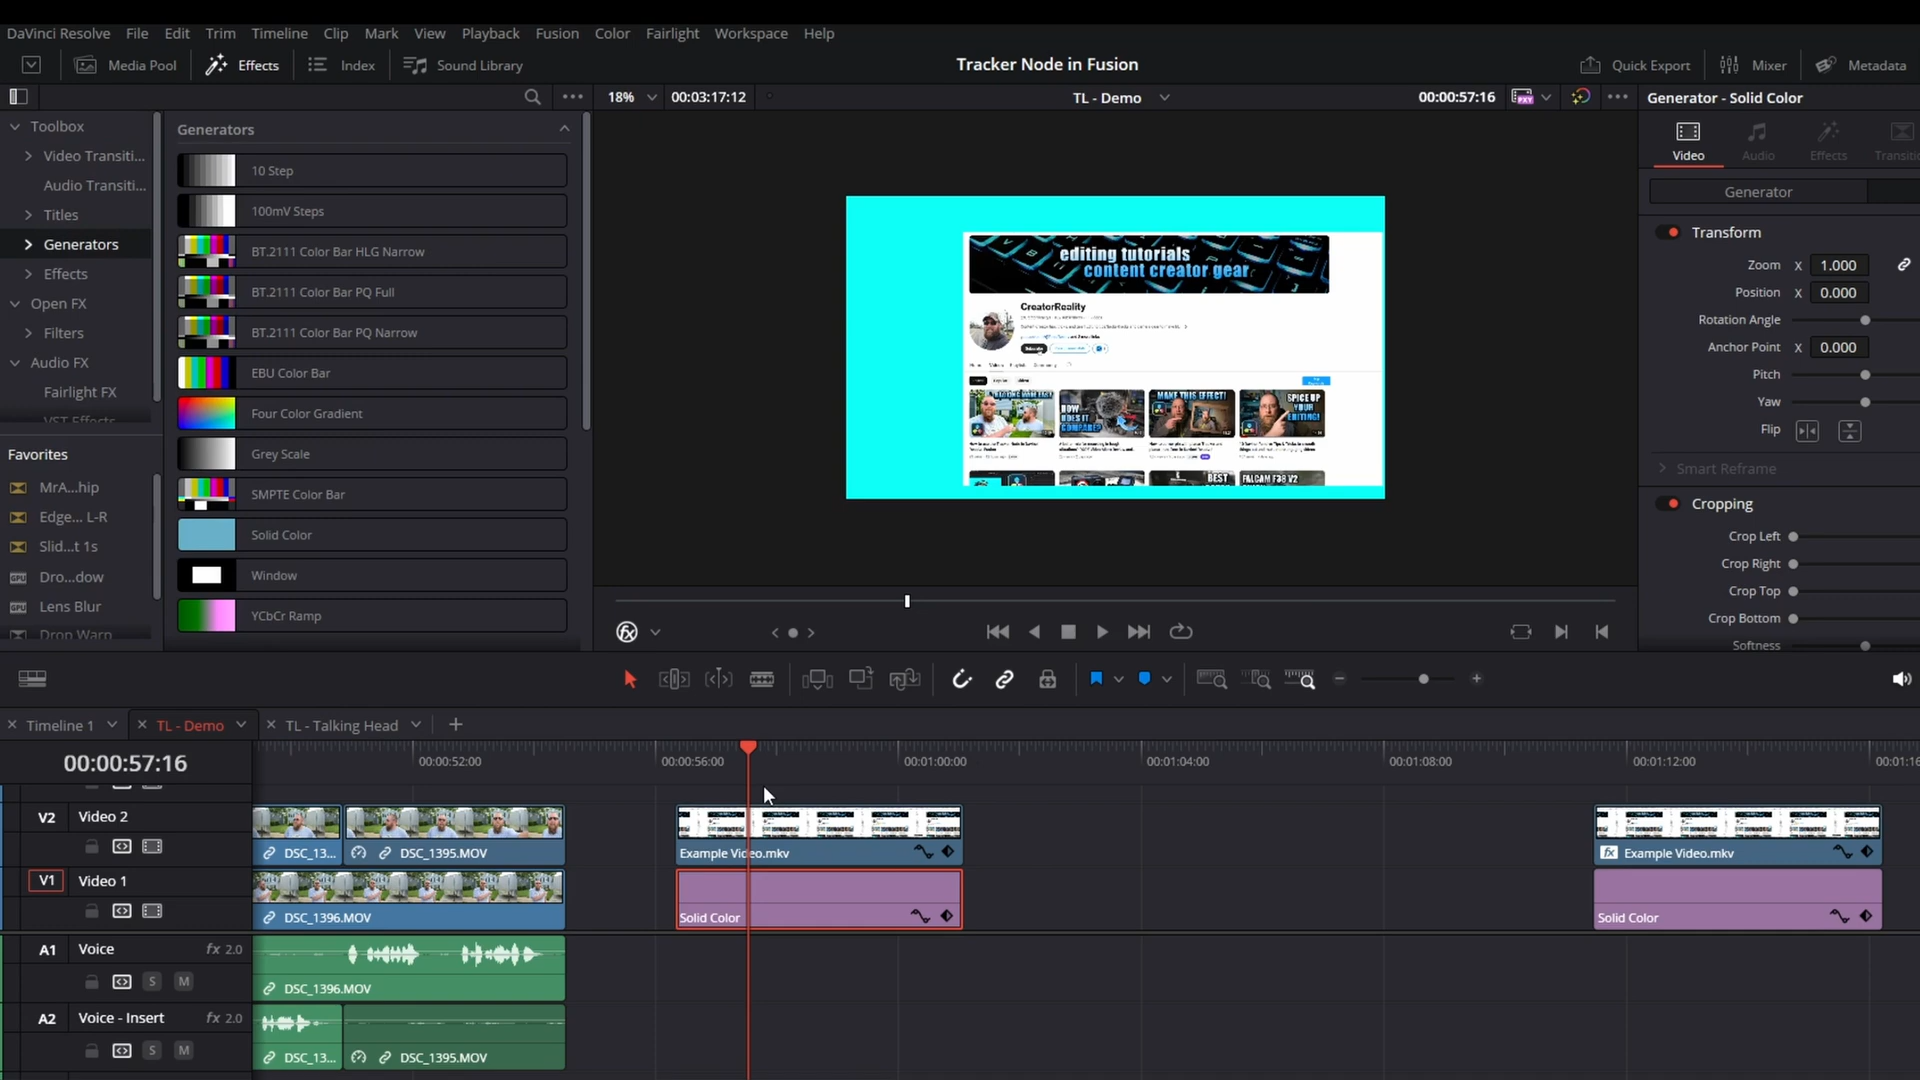 DaVinci Resolve File Edit Trim Timeline Clip Mark View Playback Fusion Color Fairlight Workspace Help
Media Pool Effects Index Sound Library Tracker Node in Fusion Quick Export Mixer Metadata
18% 00:03:17:12 TL - Demo 00:00:57:16 PXY Generator - Solid Color
Toolbox
Video Transiti...
Audio Transiti...
Titles
Generators
Effects
Open FX
Filters
Audio FX
Fairlight FX
VST Effects
Favorites
MrA...hip
Edge... L-R
Slid...t 1s
Dro...dow
Lens Blur
Drop Warp
Generators
10 Step
100mV Steps
BT.2111 Color Bar HLG Narrow
BT.2111 Color Bar PQ Full
BT.2111 Color Bar PQ Narrow
EBU Color Bar
Four Color Gradient
Grey Scale
SMPTE Color Bar
Solid Color
Window
YCbCr Ramp
editing tutorials
content creator gear
CreatorReality
Subscribe
HOW DOES IT COMPARE?
MAKE THIS EFFECT!
SPICE UP YOUR EDITING!
BEST
FALCAM F38 V2
Video Audio Effects Transitio
Generator
Transform
Zoom X 1.000
Position X 0.000
Rotation Angle
Anchor Point X 0.000
Pitch
Yaw
Flip
Smart Reframe
Cropping
Crop Left
Crop Right
Crop Top
Crop Bottom
Softness
Timeline 1 TL - Demo TL - Talking Head
00:00:57:16 00:00:52:00 00:00:56:00 00:01:00:00 00:01:04:00 00:01:08:00 00:01:12:00 00:01:16
V2 Video 2
DSC_13... DSC_1395.MOV Example Video.mkv fx Example Video.mkv
V1 Video 1
DSC_1396.MOV Solid Color Solid Color
A1 Voice fx 2.0
S M DSC_1396.MOV
A2 Voice - Insert fx 2.0
S M DSC_13... DSC_1395.MOV